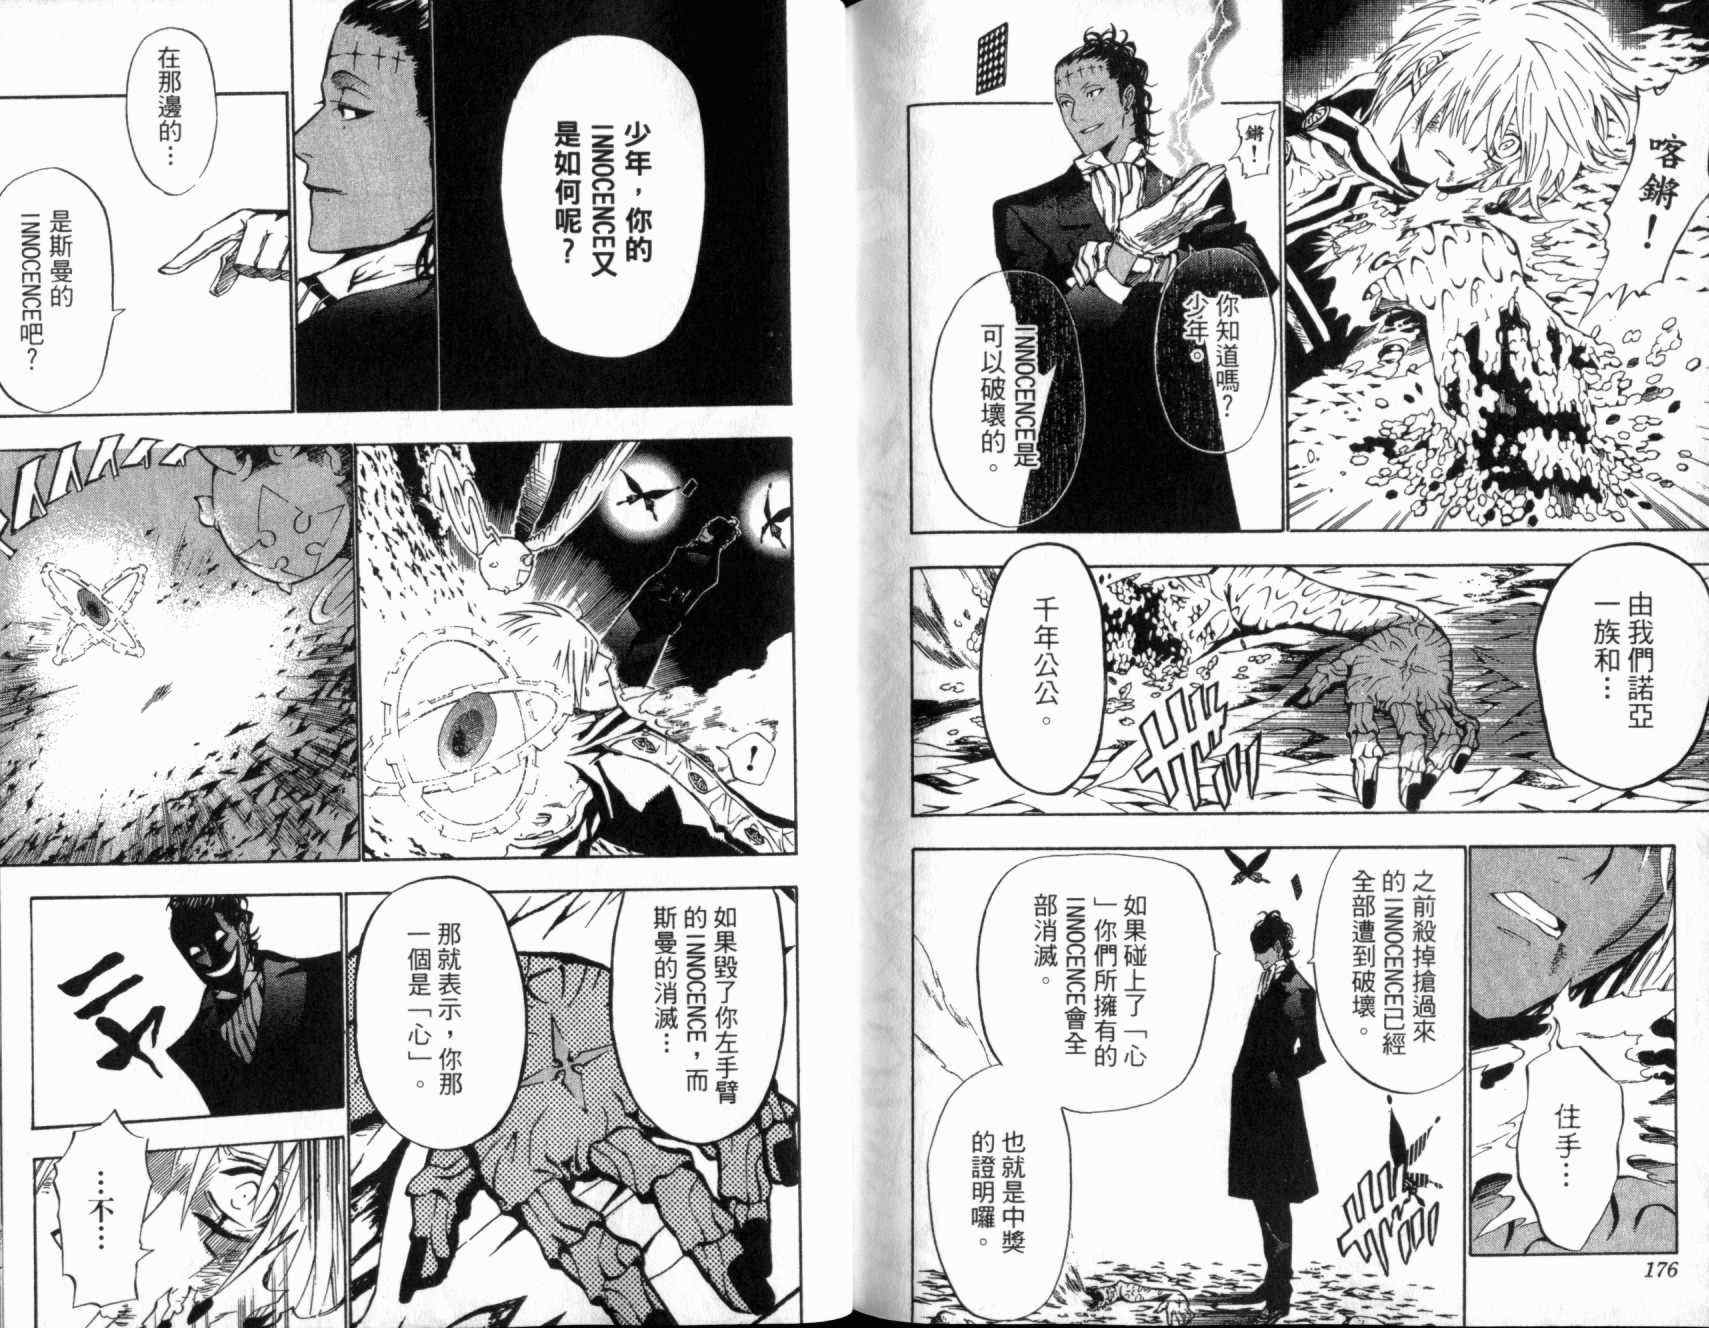 喀鏘！
鏘！
你知道嗎？
少年。
INNOCENCE是
可以破壞的。
由我們諾亞
一族和…
千年公公。
住手…
之前殺掉搶過來
的INNOCENCE已經
全部遭到破壞。
如果碰上了「心
」你們所擁有的
INNOCENCE會全
部消滅。
也就是中獎
的證明囉。
176
少年，你的
INNOCENCE又
是如何呢？
在那邊的…
是斯曼的
INNOCENCE吧？
！
如果毀了你左手臂
的INNOCENCE，而
斯曼的消滅…
那就表示，你那
一個是「心」。
…不…